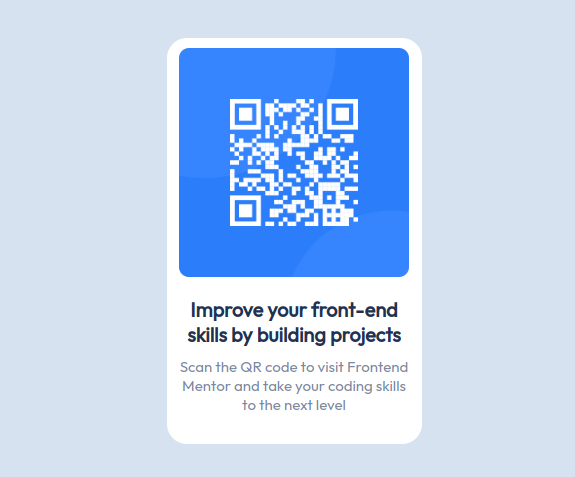 Improve your front-end
skills by building projects
Scan the QR code to visit Frontend
Mentor and take your coding skills
to the next level